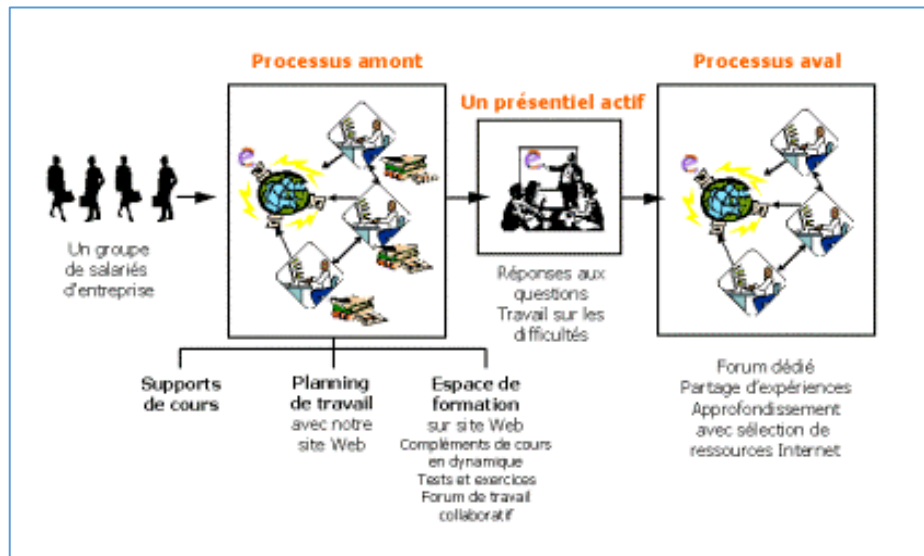 Processus amont
Processus aval
Un présentiel actif
e
e
e
Un groupe
de salariés
d'entreprise
Réponses aux
questions
Travail sur les
difficultés
Supports
de cours
Planning
de travail
avec notre
site Web
Espace de
formation
sur site Web
Compléments de cours
en dynamique
Tests et exercices
Forum de travail
collaboratif
Forum dédié
Partage d'expériences
Approfondissement
avec sélection de
ressources Internet